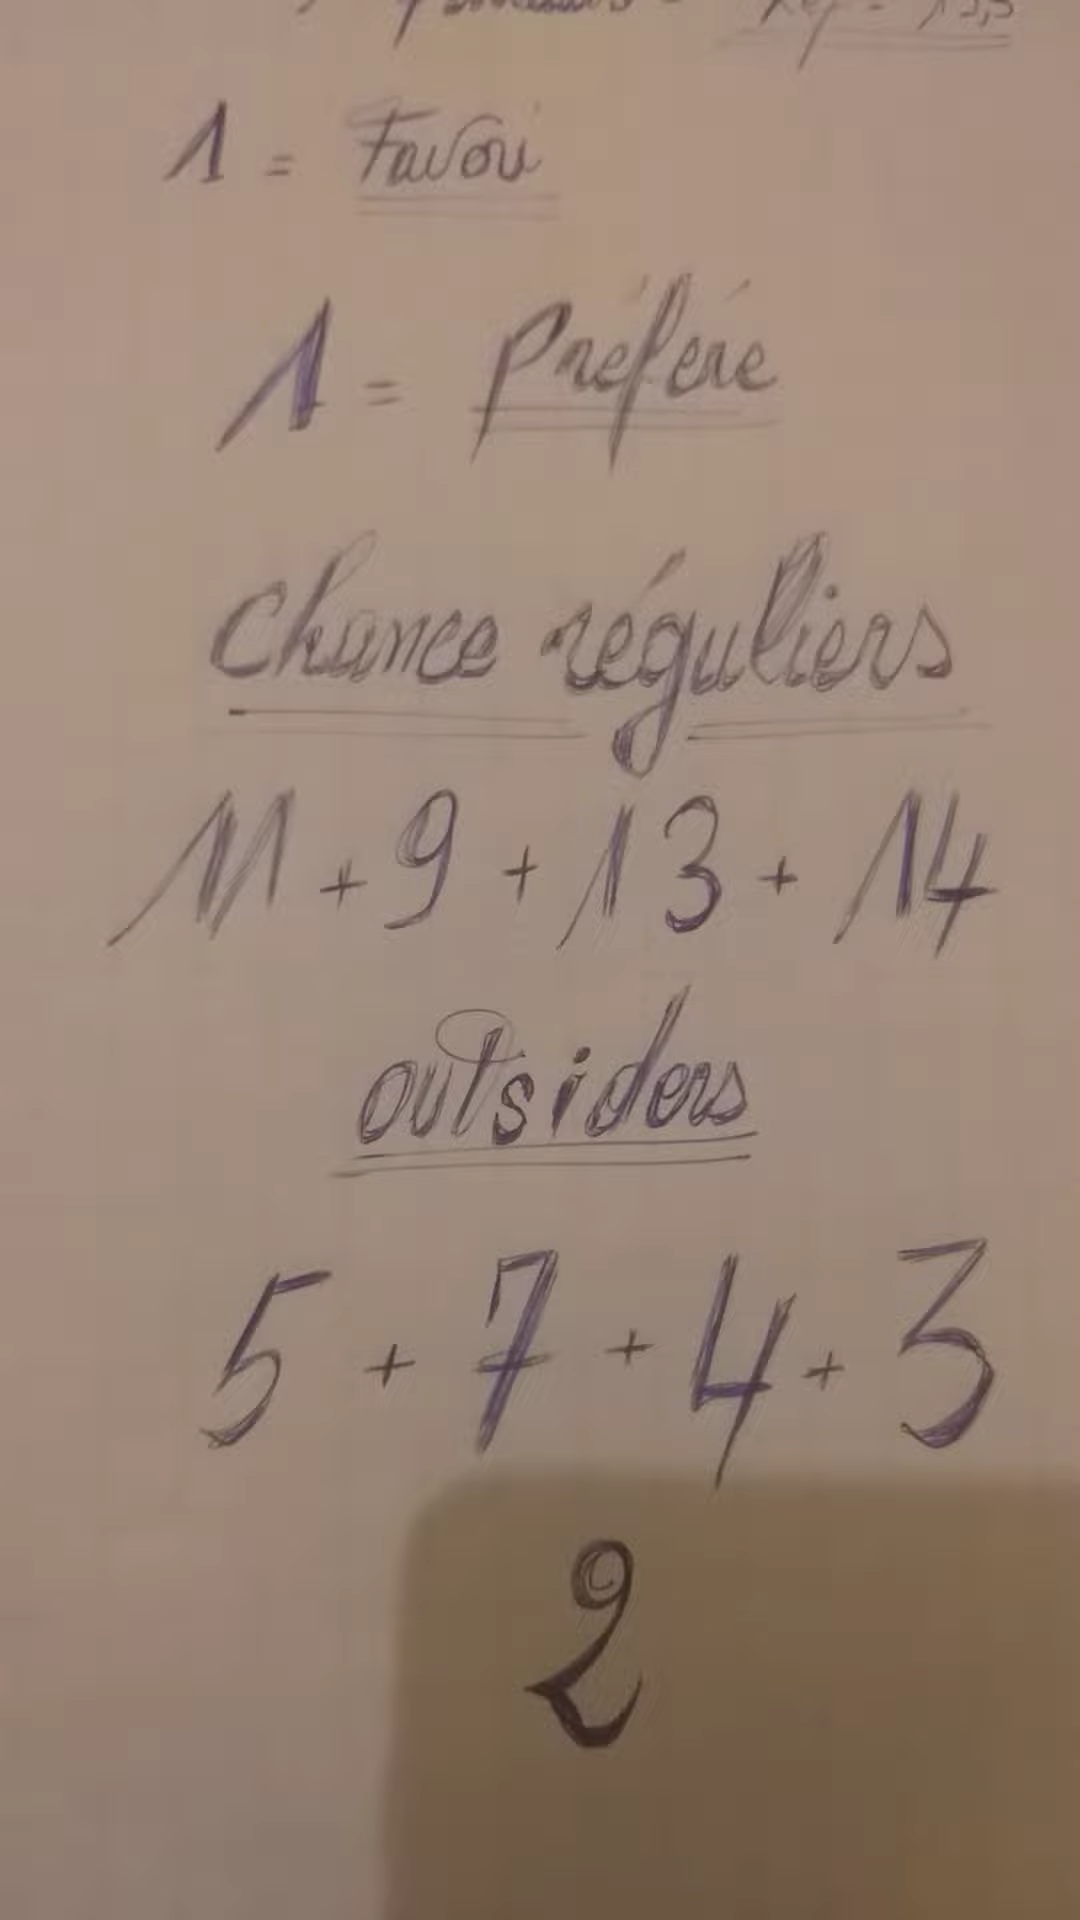 1 = Favori
1 = Préféré
Chance réguliers
11 + 9 + 13 + 14
outsiders
5 + 7 + 4 + 3
2